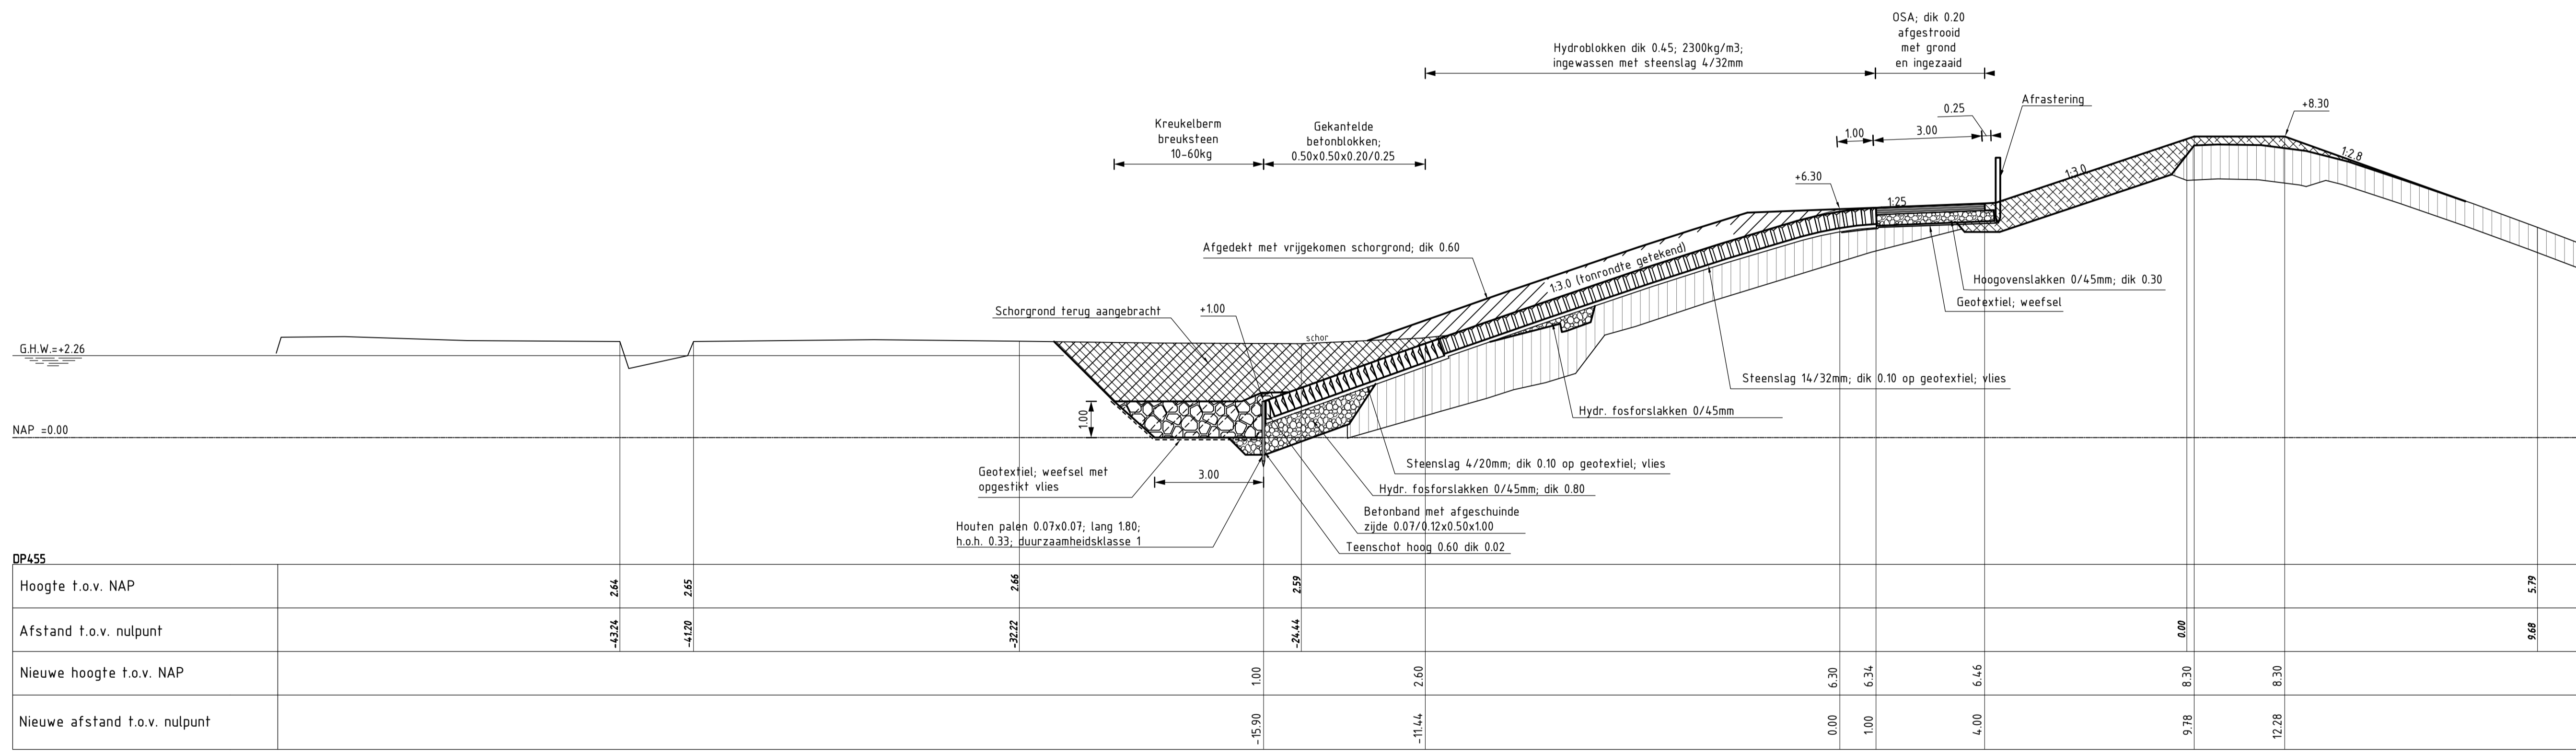 OSA; dik 0.20
afgestrooid
met grond
en ingezaaid
Hydroblokken dik 0.45; 2300kg/m3;
ingewassen met steenslag 4/32mm
Kreukelberm
breuksteen
10-60kg
Gekantelde
betonblokken;
0.50x0.50x0.20/0.25
0.25
1.00
3.00
Afrastering
+8.30
1:2.8
1:3.0
+6.30
1:25
Afgedekt met vrijgekomen schorgrond; dik 0.60
1:3.0 (tonrondte getekend)
Hoogovenslakken 0/45mm; dik 0.30
Geotextiel; weefsel
Schorgrond terug aangebracht
+1.00
schor
G.H.W.=+2.26
Steenslag 14/32mm; dik 0.10 op geotextiel; vlies
Hydr. fosforslakken 0/45mm
1.00
NAP =0.00
Geotextiel; weefsel met
opgestikt vlies
3.00
Steenslag 4/20mm; dik 0.10 op geotextiel; vlies
Hydr. fosforslakken 0/45mm; dik 0.80
Betonband met afgeschuinde
zijde 0.07/0.12x0.50x1.00
Houten palen 0.07x0.07; lang 1.80;
h.o.h. 0.33; duurzaamheidsklasse 1
Teenschot hoog 0.60 dik 0.02
DP455
Hoogte t.o.v. NAP 2.64 2.65 2.66 2.59 5.79
Afstand t.o.v. nulpunt -43.24 -41.20 -32.22 -24.44 0.00 9.68
Nieuwe hoogte t.o.v. NAP 1.00 2.60 6.30 6.34 6.46 8.30 8.30
Nieuwe afstand t.o.v. nulpunt -15.90 -11.44 0.00 1.00 4.00 9.78 12.28